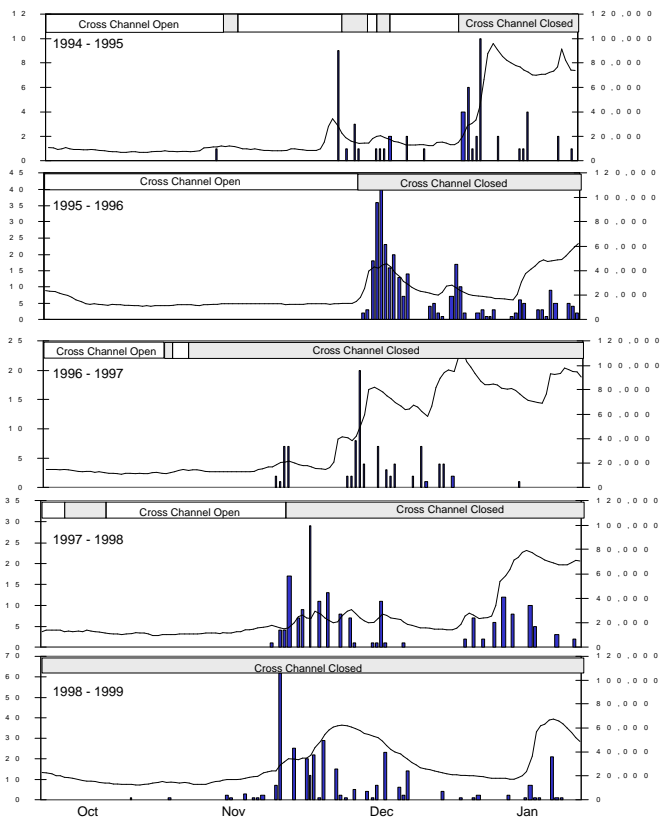 Cross Channel Open Cross Channel Closed
1994 - 1995
12 10 8 6 4 2 0
120,000 100,000 80,000 60,000 40,000 20,000 0
Cross Channel Open Cross Channel Closed
1995 - 1996
45 40 35 30 25 20 15 10 5 0
120,000 100,000 80,000 60,000 40,000 20,000 0
Cross Channel Open Cross Channel Closed
1996 - 1997
25 20 15 10 5 0
120,000 100,000 80,000 60,000 40,000 20,000 0
Cross Channel Open Cross Channel Closed
1997 - 1998
35 30 25 20 15 10 5 0
120,000 100,000 80,000 60,000 40,000 20,000 0
Cross Channel Closed
1998 - 1999
70 60 50 40 30 20 10 0
120,000 100,000 80,000 60,000 40,000 20,000 0
Oct Nov Dec Jan